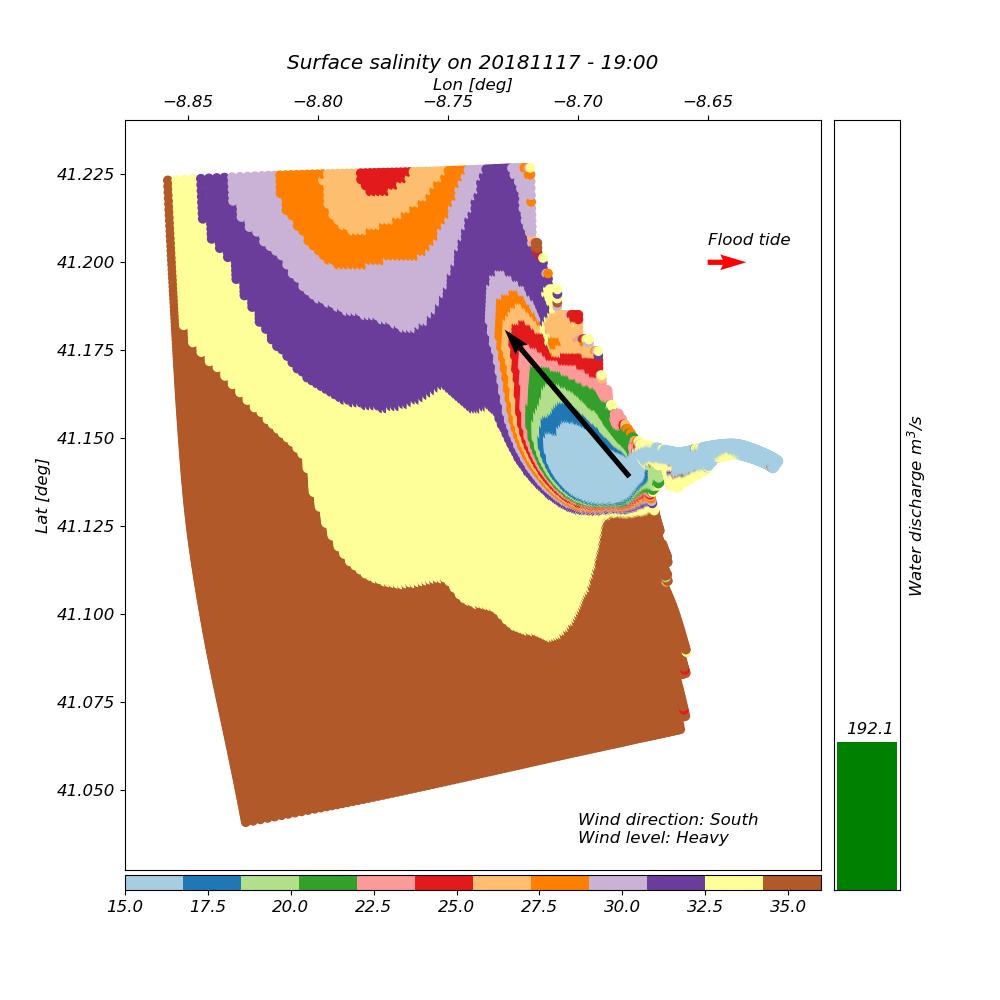 Surface salinity on 20181117 - 19:00
Lon [deg]
−8.85 −8.80 −8.75 −8.70 −8.65
41.225
41.200
41.175
41.150
41.125
41.100
41.075
41.050
Lat [deg]
Flood tide
Wind direction: South
Wind level: Heavy
192.1
Water discharge m³/s
15.0 17.5 20.0 22.5 25.0 27.5 30.0 32.5 35.0